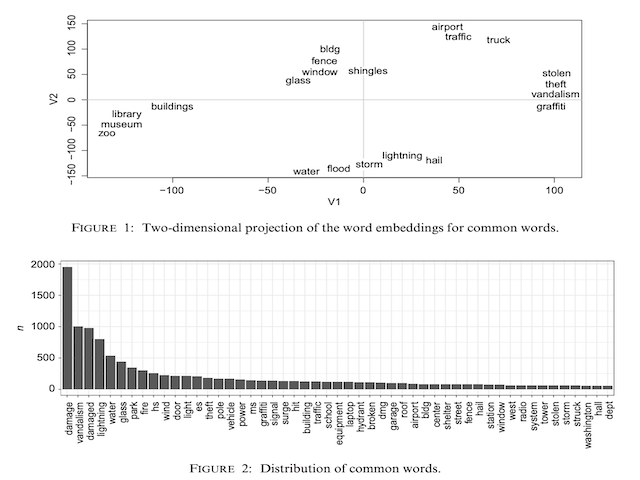 airport
traffic
truck
bldg
fence
window
shingles
glass
stolen
theft
vandalism
graffiti
buildings
library
museum
zoo
lightning
hail
storm
flood
water
V2
−150 −100 −50 0 50 100 150
−100 −50 0 50 100
V1
FIGURE 1: Two-dimensional projection of the word embeddings for common words.
2000
1500
1000
500
0
n
damage vandalism damaged lightning water glass park fire hs wind door light es theft pole vehicle power ms graffiti signal surge hit building traffic school equipment laptop hydrant broken dmg garage roof airport bldg center shelter street fence hail station window west radio system tower stolen storm struck washington hall dept
FIGURE 2: Distribution of common words.